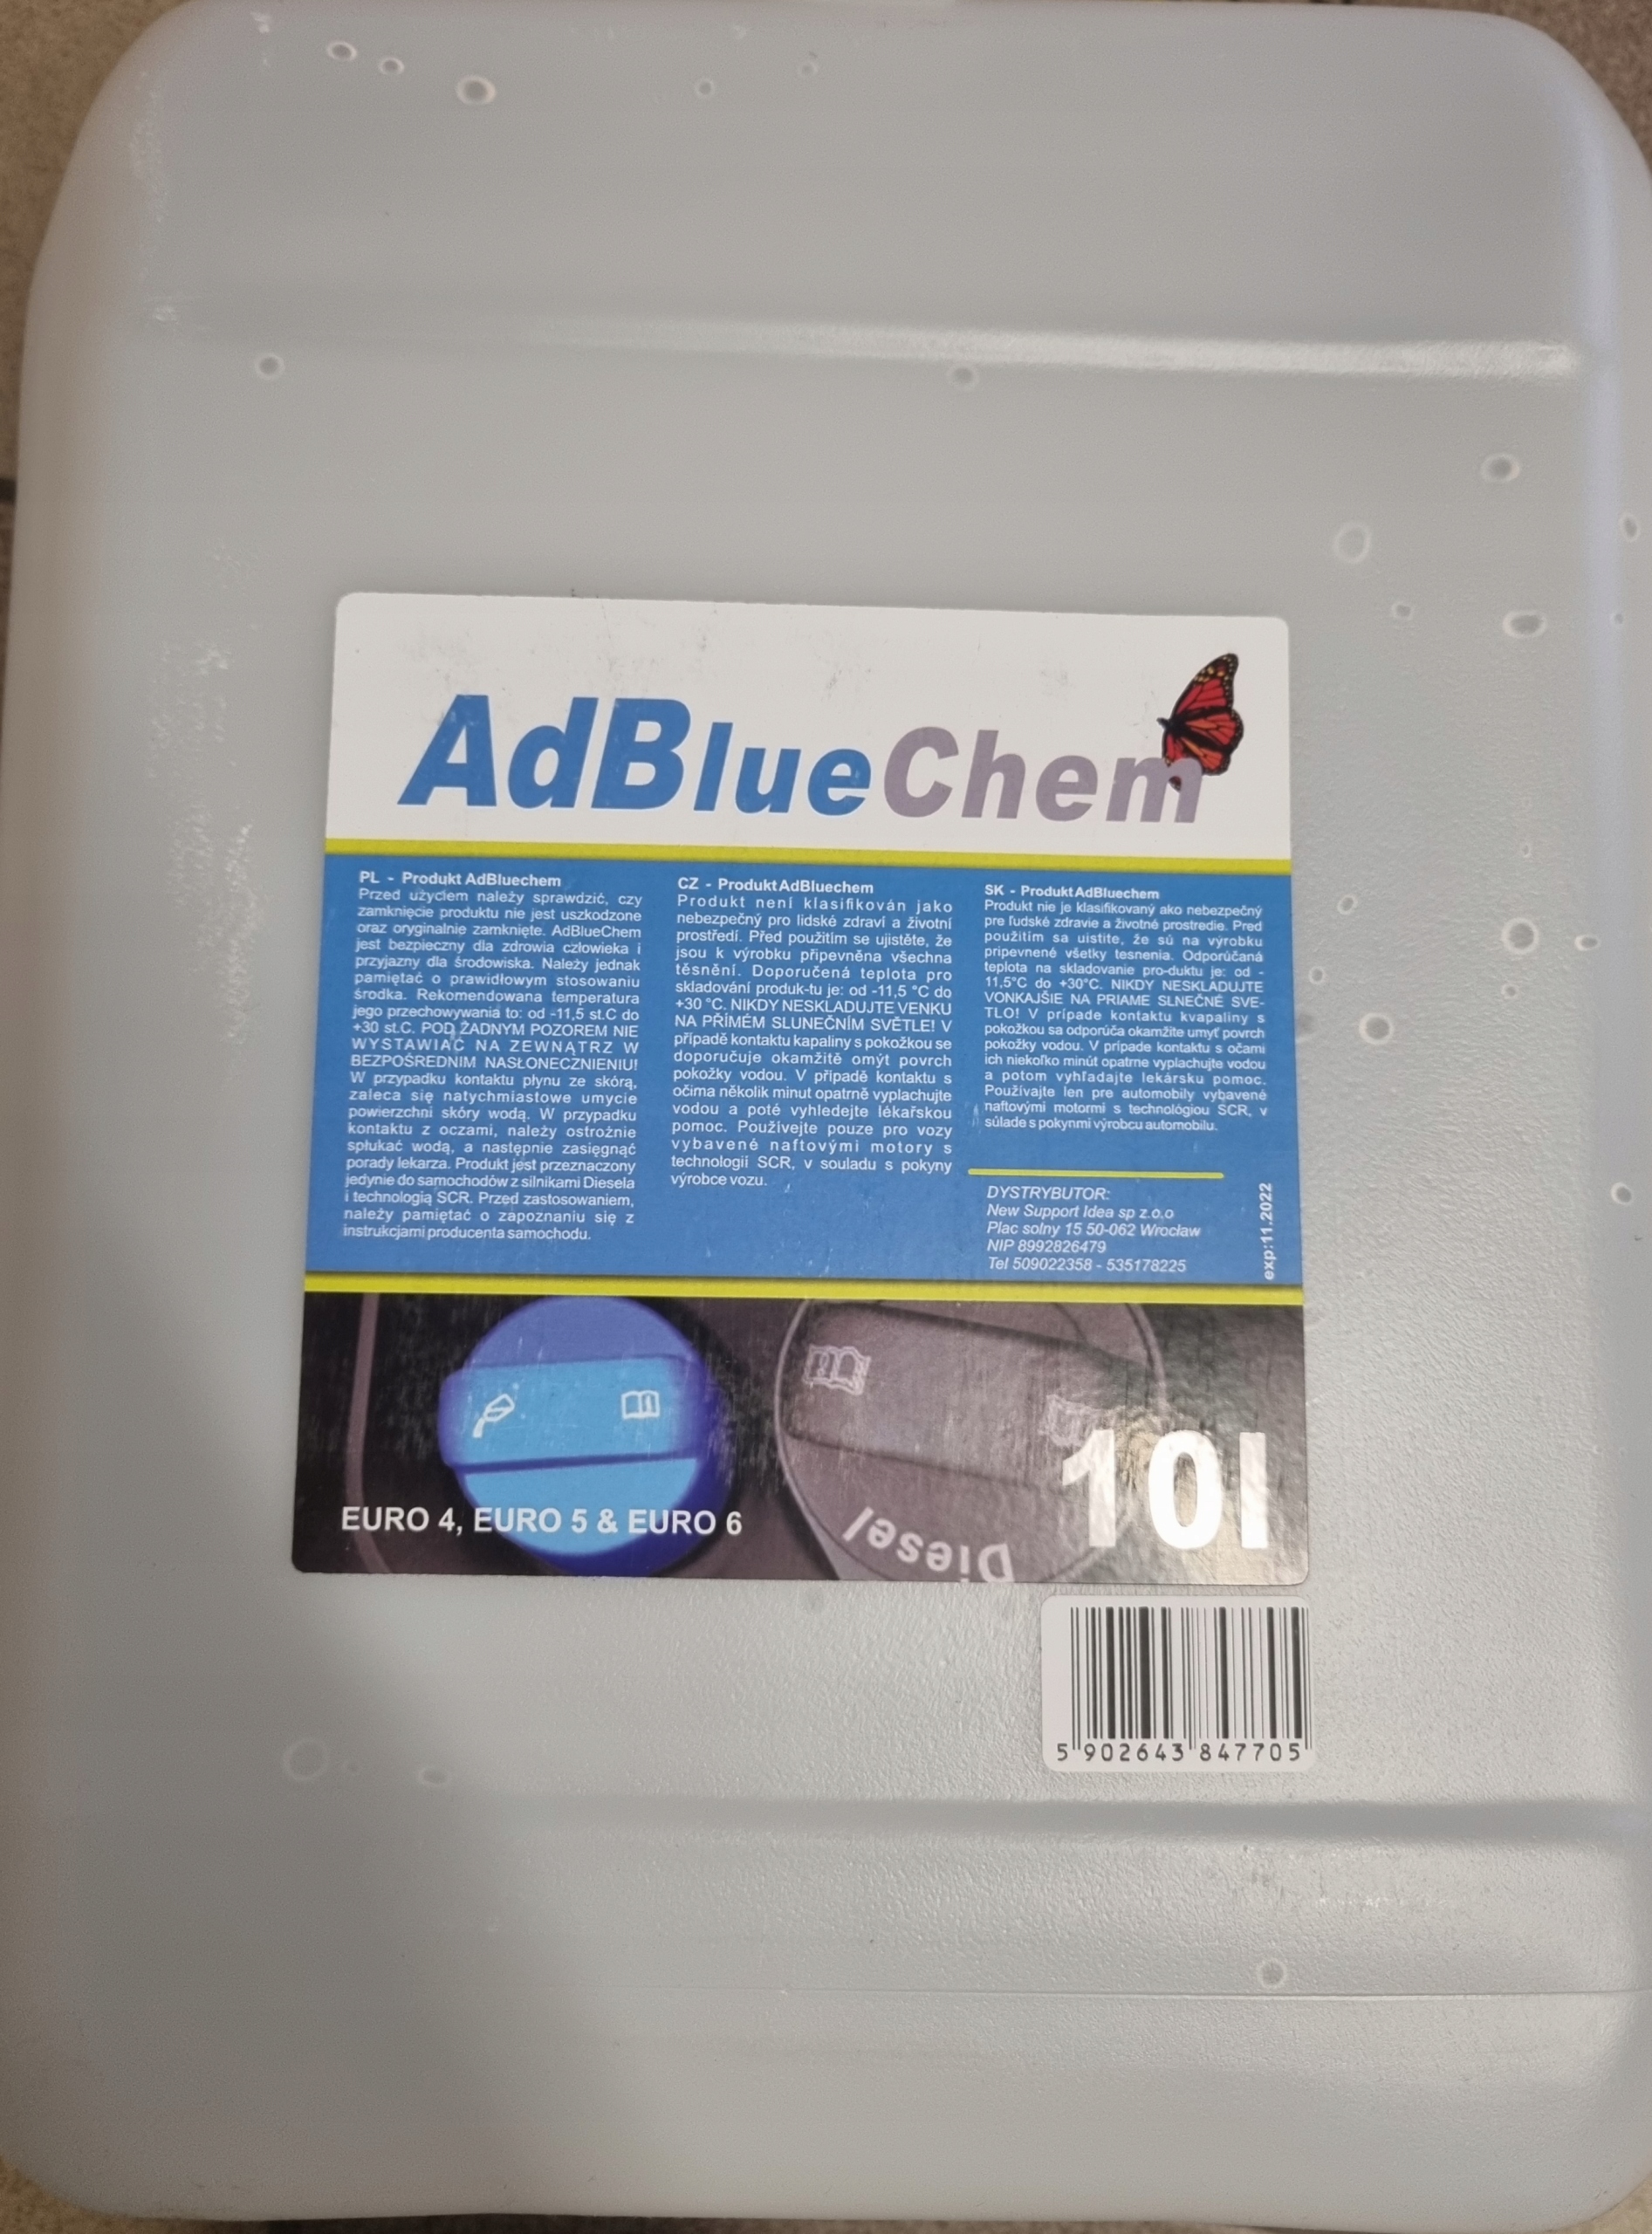 AdBlueChem
PL - Produkt AdBluechem
Przed użyciem należy sprawdzić, czy
zamknięcie produktu nie jest uszkodzone
oraz oryginalnie zamknięte. AdBlueChem
jest bezpieczny dla zdrowia człowieka i
przyjazny dla środowiska. Należy jednak
pamiętać o prawidłowym stosowaniu
środka. Rekomendowana temperatura
jego przechowywania to: od -11,5 st.C do
+30 st.C. POD ŻADNYM POZOREM NIE
WYSTAWIAĆ NA ZEWNĄTRZ W
BEZPOŚREDNIM NASŁONECZNIENIU!
W przypadku kontaktu płynu ze skórą,
zaleca się natychmiastowe umycie
powierzchni skóry wodą. W przypadku
kontaktu z oczami, należy ostrożnie
spłukać wodą, a następnie zasięgnąć
porady lekarza. Produkt jest przeznaczony
jedynie do samochodów z silnikami Diesela
i technologią SCR. Przed zastosowaniem,
należy pamiętać o zapoznaniu się z
instrukcjami producenta samochodu.
CZ - Produkt AdBluechem
Produkt není klasifikován jako
nebezpečný pro lidské zdraví a životní
prostředí. Před použitím se ujistěte, že
jsou k výrobku připevněna všechna
těsnění. Doporučená teplota pro
skladování produk-tu je: od -11,5 °C do
+30 °C. NIKDY NESKLADUJTE VENKU
NA PŘÍMÉM SLUNEČNÍM SVĚTLE! V
případě kontaktu kapaliny s pokožkou se
doporučuje okamžitě omýt povrch
pokožky vodou. V případě kontaktu s
očima několik minut opatrně vyplachujte
vodou a poté vyhledejte lékařskou
pomoc. Používejte pouze pro vozy
vybavené naftovými motory s
technologií SCR, v souladu s pokyny
výrobce vozu.
SK - Produkt AdBluechem
Produkt nie je klasifikovaný ako nebezpečný
pre ľudské zdravie a životné prostredie. Pred
použitím sa uistite, že sú na výrobku
pripevnené všetky tesnenia. Odporúčaná
teplota na skladovanie pro-duktu je: od -
11,5°C do +30°C. NIKDY NESKLADUJTE
VONKAJŠIE NA PRIAME SLNEČNÉ SVE-
TLO! V prípade kontaktu kvapaliny s
pokožkou sa odporúča okamžite umyť povrch
pokožky vodou. V prípade kontaktu s očami
ich niekoľko minút opatrne vyplachujte vodou
a potom vyhľadajte lekársku pomoc.
Používajte len pre automobily vybavené
naftovými motormi s technológiou SCR, v
súlade s pokynmi výrobcu automobilu.
DYSTRYBUTOR:
New Support Idea sp z.o.o
Plac solny 15 50-062 Wrocław
NIP 8992826479
Tel 509022358 - 535178225
exp:11.2022
EURO 4, EURO 5 & EURO 6
Diesel
10l
5 902643 847705